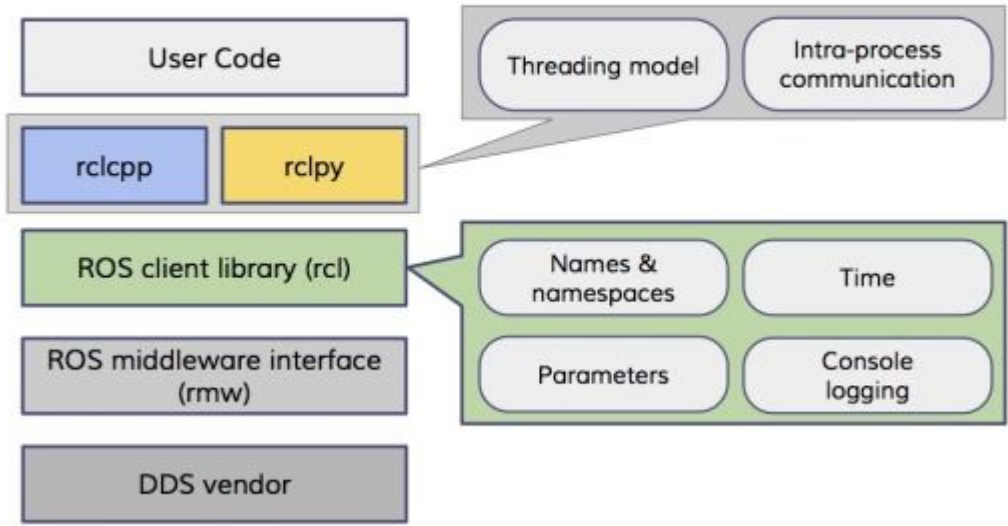 User Code
Threading model
Intra-process
communication
rclcpp
rclpy
ROS client library (rcl)
Names &
namespaces
Time
Parameters
Console
logging
ROS middleware interface
(rmw)
DDS vendor